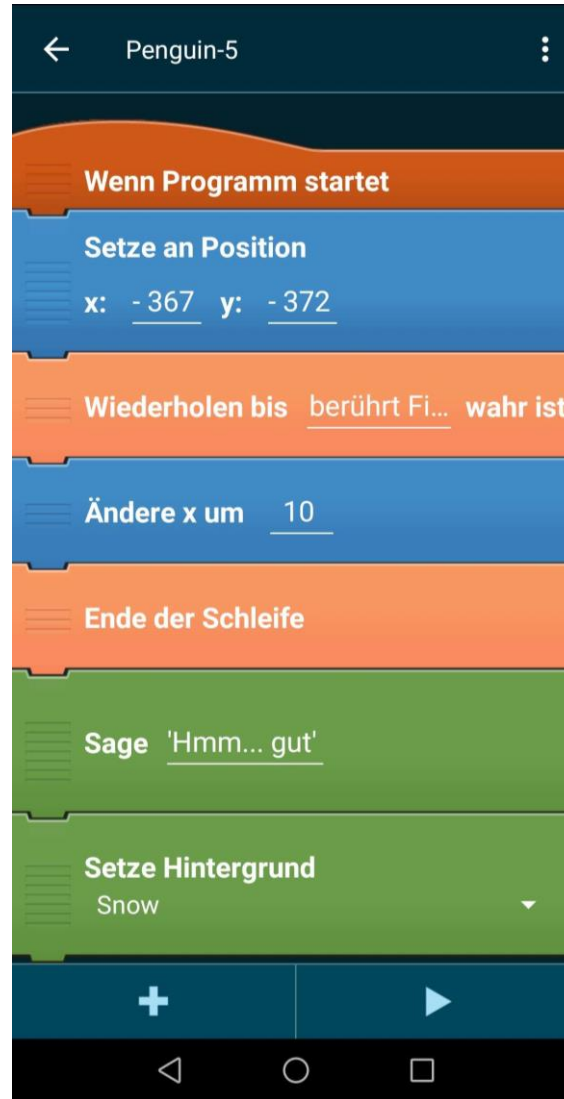 Penguin-5
Wenn Programm startet
Setze an Position
x: - 367 y: - 372
Wiederholen bis berührt Fi... wahr ist
Ändere x um 10
Ende der Schleife
Sage 'Hmm... gut'
Setze Hintergrund
Snow